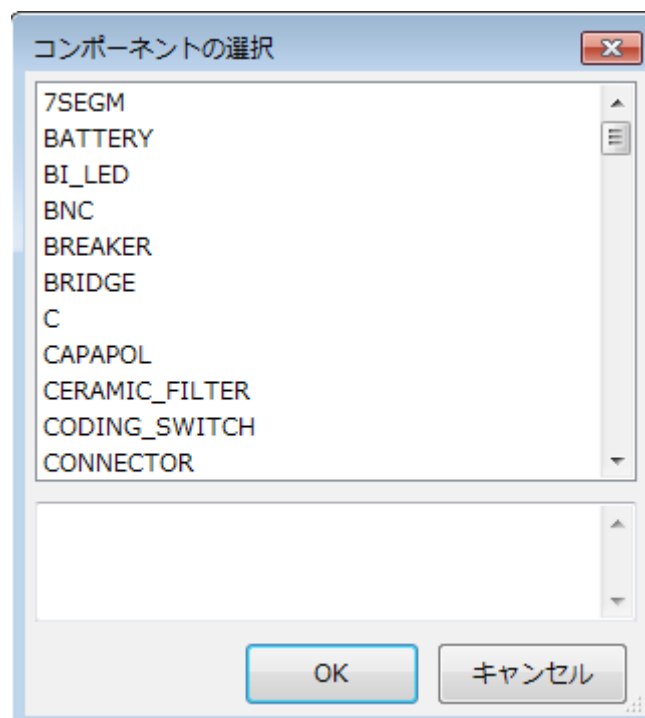 コンポーネントの選択
7SEGM
BATTERY
BI_LED
BNC
BREAKER
BRIDGE
C
CAPAPOL
CERAMIC_FILTER
CODING_SWITCH
CONNECTOR
OK
キャンセル